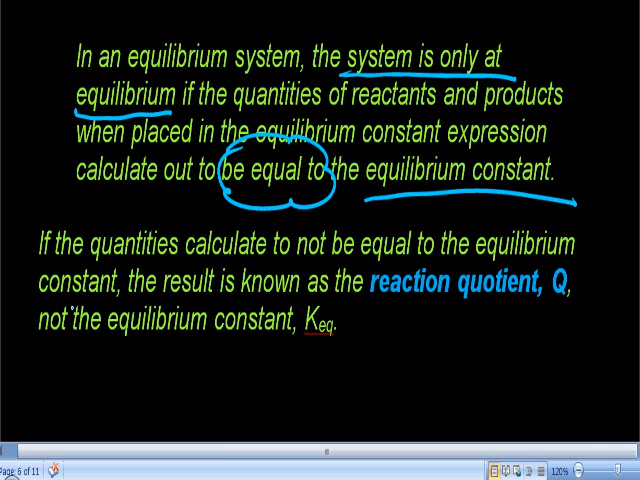 In an equilibrium system, the system is only at
equilibrium if the quantities of reactants and products
when placed in the equilibrium constant expression
calculate out to be equal to the equilibrium constant.
If the quantities calculate to not be equal to the equilibrium
constant, the result is known as the reaction quotient, Q,
not the equilibrium constant, Keq.
Page: 6 of 11
120%